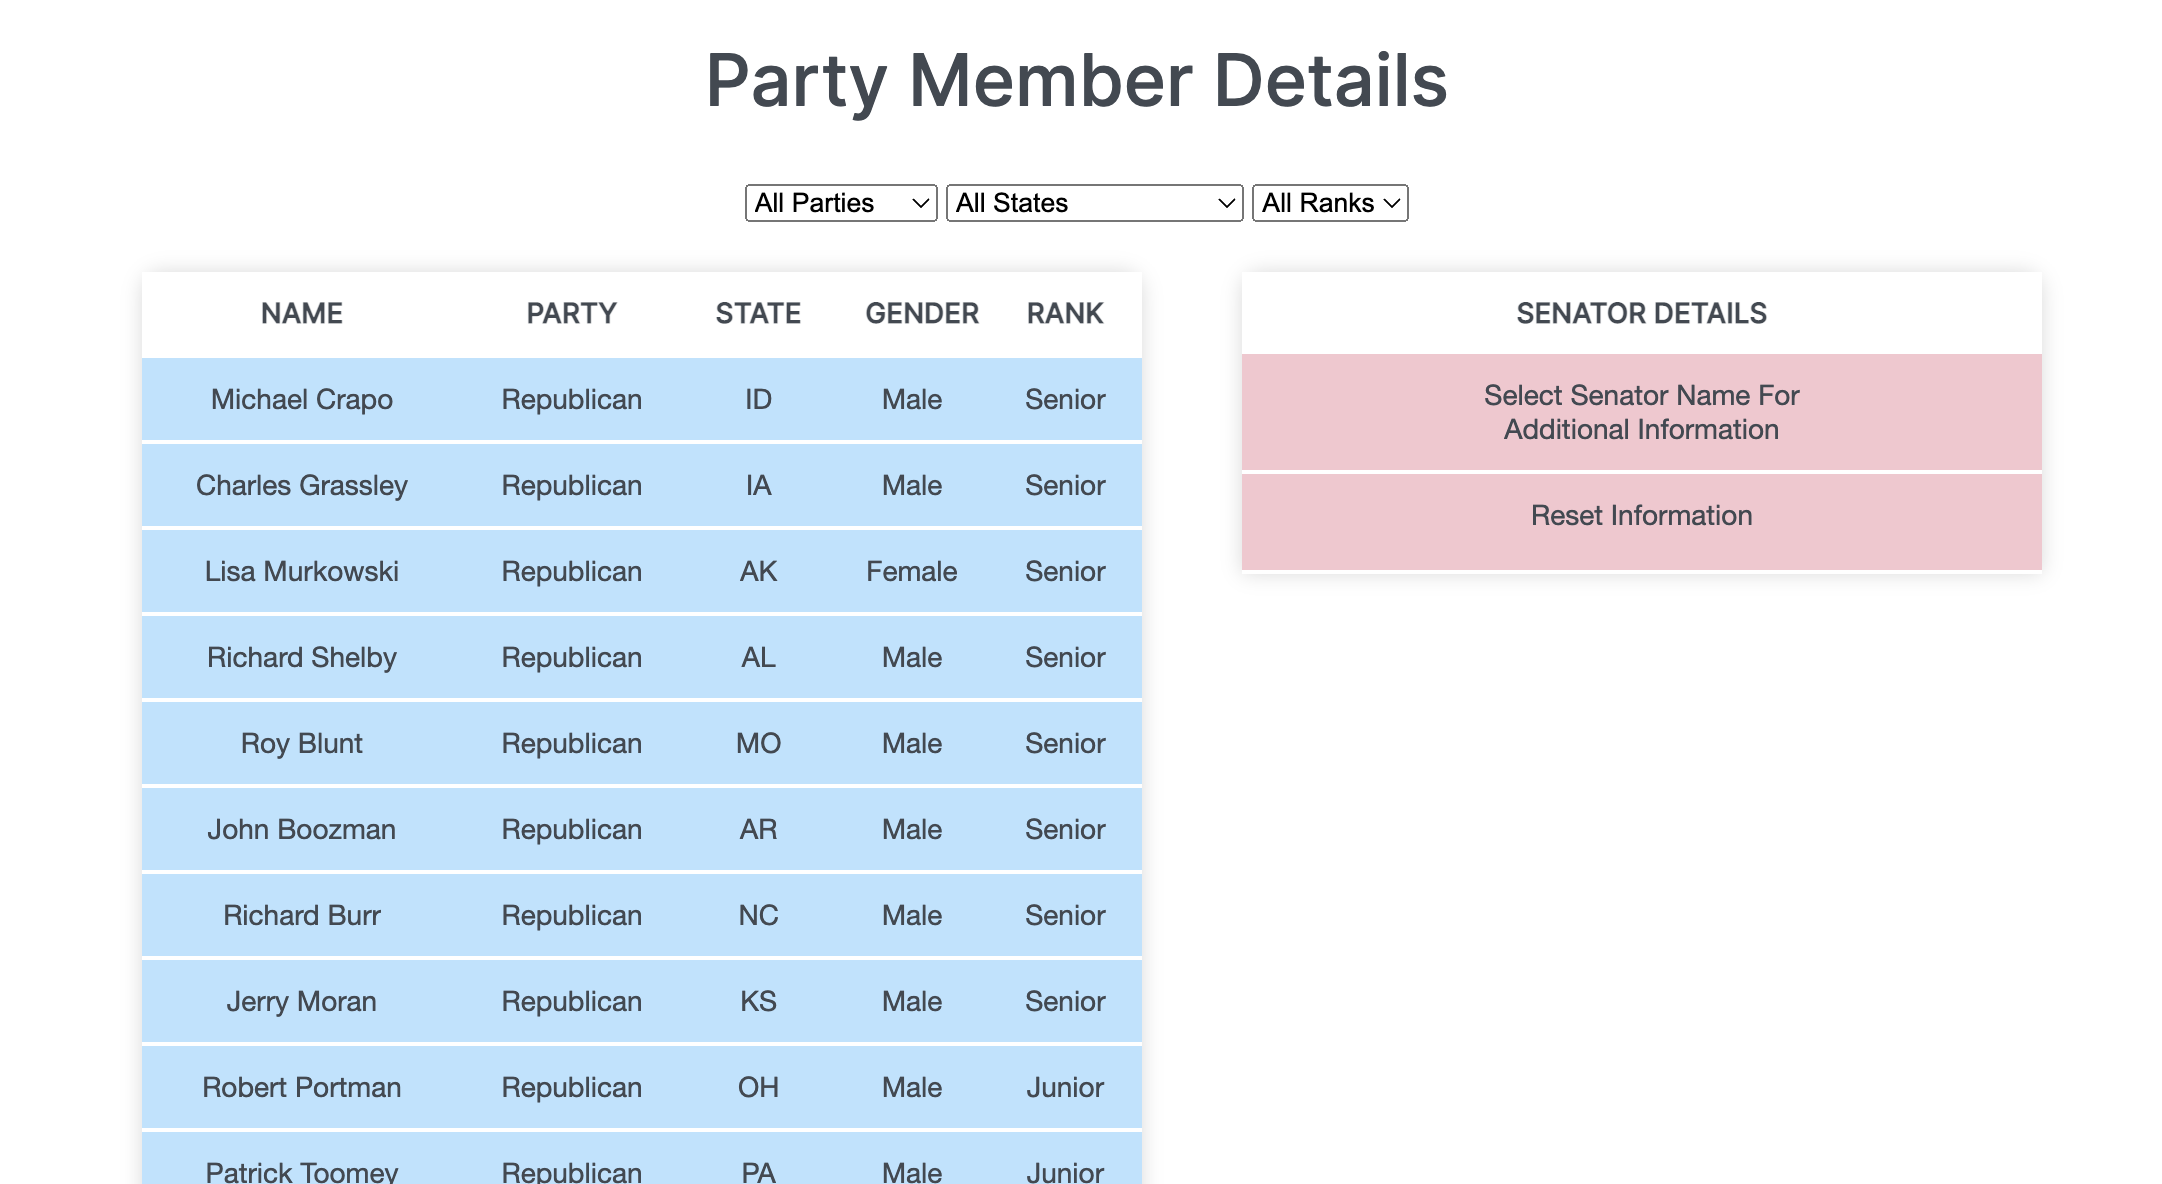 Party Member Details
All Parties All States All Ranks
NAME PARTY STATE GENDER RANK
Michael Crapo Republican ID Male Senior
Charles Grassley Republican IA Male Senior
Lisa Murkowski Republican AK Female Senior
Richard Shelby Republican AL Male Senior
Roy Blunt Republican MO Male Senior
John Boozman Republican AR Male Senior
Richard Burr Republican NC Male Senior
Jerry Moran Republican KS Male Senior
Robert Portman Republican OH Male Junior
Patrick Toomey Republican PA Male Junior
SENATOR DETAILS
Select Senator Name For
Additional Information
Reset Information